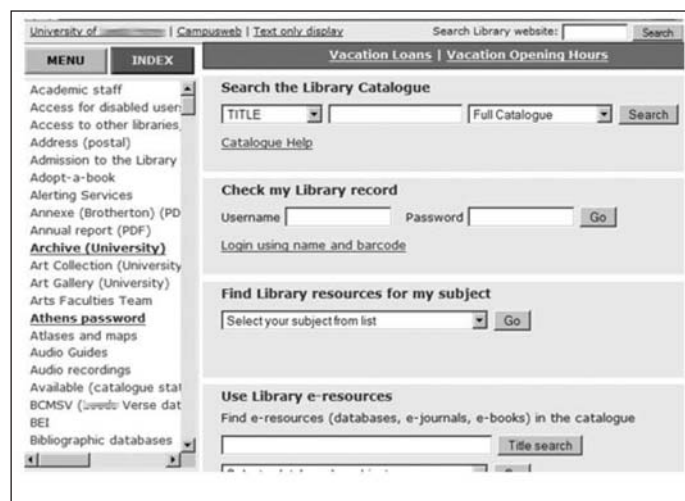 University of | Campusweb | Text only display Search Library website: Search
MENU INDEX Vacation Loans | Vacation Opening Hours
Academic staff
Access for disabled user
Access to other libraries,
Address (postal)
Admission to the Library
Adopt-a-book
Alerting Services
Annexe (Brotherton) (PD
Annual report (PDF)
Archive (University)
Art Collection (University
Art Gallery (University)
Arts Faculties Team
Athens password
Atlases and maps
Audio Guides
Audio recordings
Available (catalogue stat
BCMSV ( Verse dat
BEI
Bibliographic databases
Search the Library Catalogue
TITLE Full Catalogue Search
Catalogue Help
Check my Library record
Username Password Go
Login using name and barcode
Find Library resources for my subject
Select your subject from list Go
Use Library e-resources
Find e-resources (databases, e-journals, e-books) in the catalogue
Title search